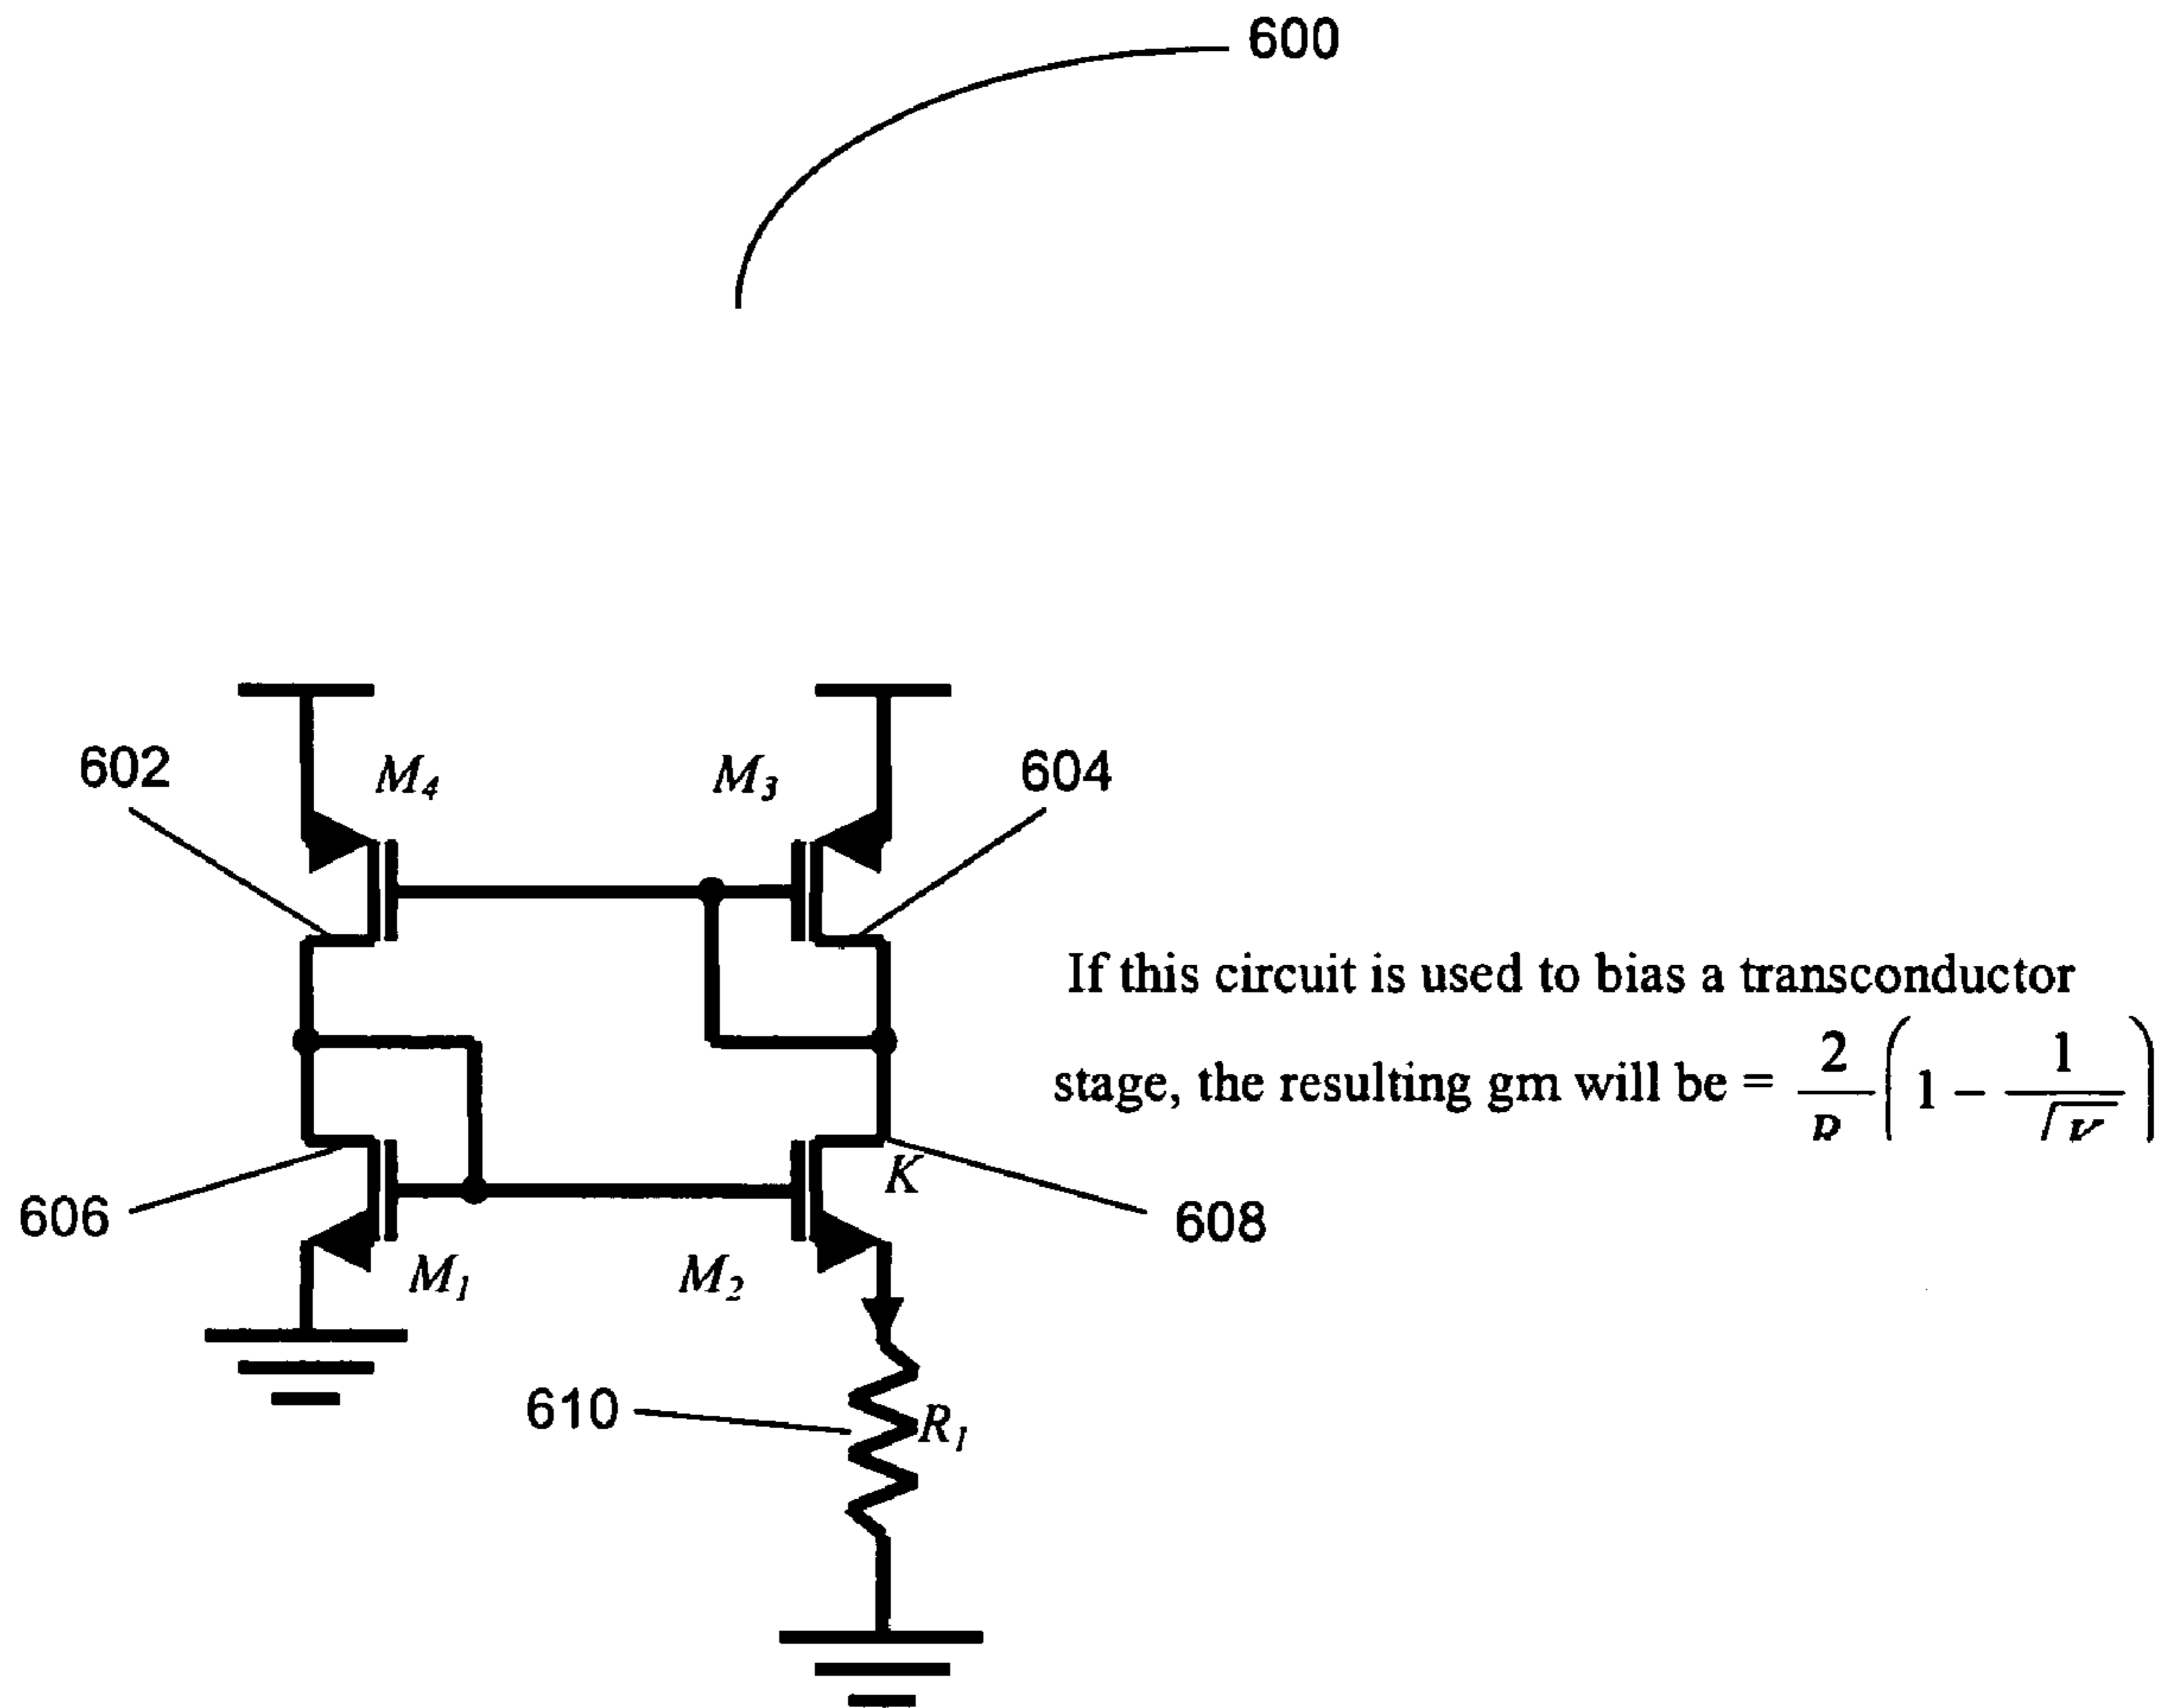 600
602
M4
M3
604
If this circuit is used to bias a transconductor
stage, the resulting gm will be = 2 ( 1 - 1 )
K
606
608
M1
M2
610
R1